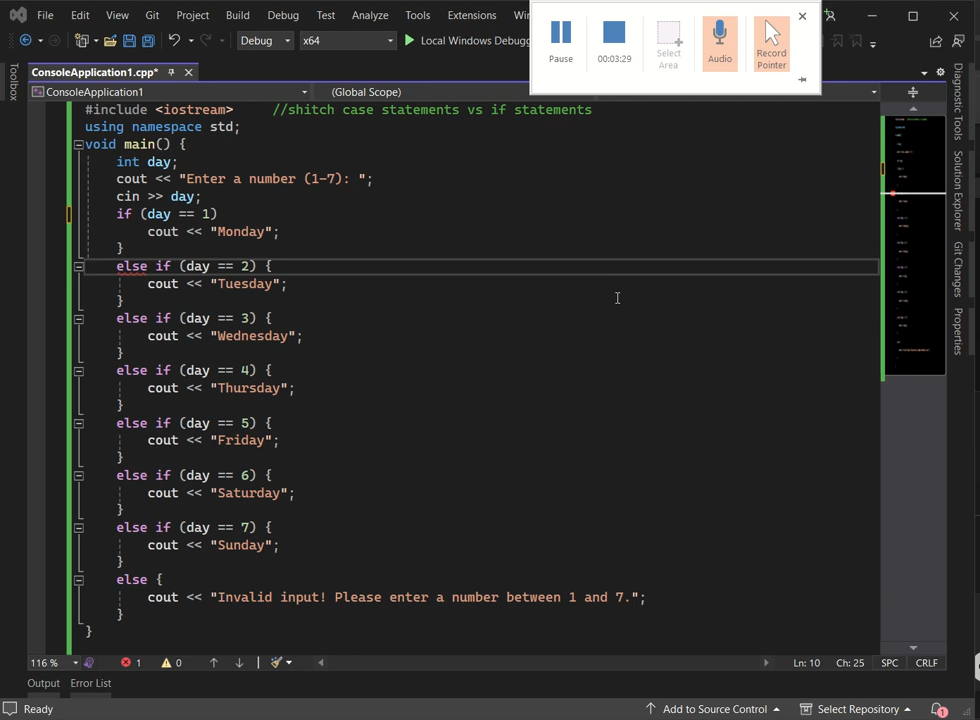 File Edit View Git Project Build Debug Test Analyze Tools Extensions
Debug x64 Local Windows
Pause 00:03:29 Select Area Audio Record Pointer
Toolbox
ConsoleApplication1.cpp*
ConsoleApplication1 (Global Scope)
#include <iostream> //shitch case statements vs if statements
using namespace std;
void main() {
int day;
cout << "Enter a number (1-7): ";
cin >> day;
if (day == 1)
cout << "Monday";
}
else if (day == 2) {
cout << "Tuesday";
}
else if (day == 3) {
cout << "Wednesday";
}
else if (day == 4) {
cout << "Thursday";
}
else if (day == 5) {
cout << "Friday";
}
else if (day == 6) {
cout << "Saturday";
}
else if (day == 7) {
cout << "Sunday";
}
else {
cout << "Invalid input! Please enter a number between 1 and 7.";
}
}
Diagnostic Tools
Solution Explorer
Git Changes
Properties
116 % 1 0 Ln: 10 Ch: 25 SPC CRLF
Output Error List
Ready Add to Source Control Select Repository 1